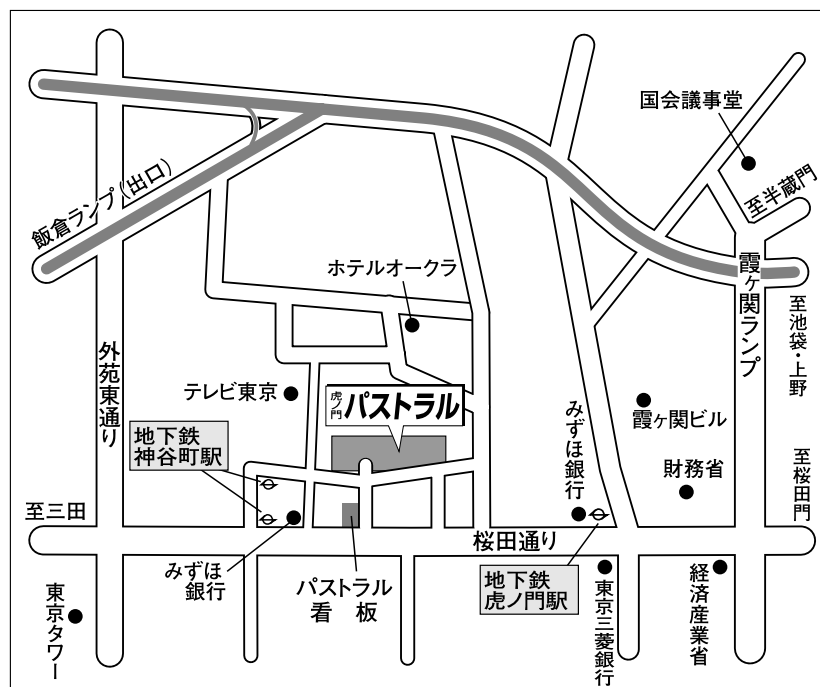 国会議事堂
至半蔵門
飯倉ランプ(出口)
霞ヶ関ランプ
ホテルオークラ
至池袋・上野
外苑東通り
テレビ東京
虎ノ門
パストラル
みずほ銀行
霞ヶ関ビル
地下鉄
神谷町駅
財務省
至桜田門
至三田
桜田通り
みずほ
銀行
パストラル
看 板
地下鉄
虎ノ門駅
東京三菱銀行
経済産業省
東京タワー